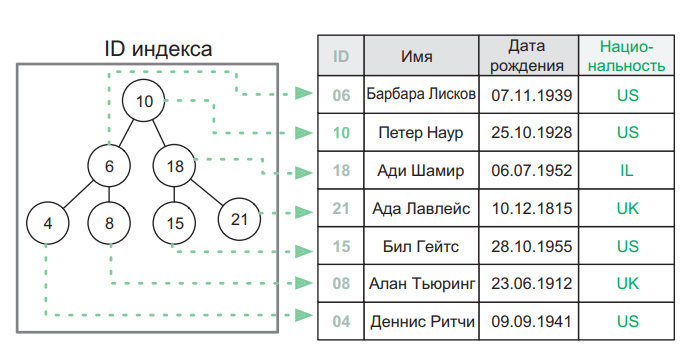 ID индекса
10
6
18
4
8
15
21
ID Имя Дата рождения Нацио-нальность
06 Барбара Лисков 07.11.1939 US
10 Петер Наур 25.10.1928 US
18 Ади Шамир 06.07.1952 IL
21 Ада Лавлейс 10.12.1815 UK
15 Бил Гейтс 28.10.1955 US
08 Алан Тьюринг 23.06.1912 UK
04 Деннис Ритчи 09.09.1941 US